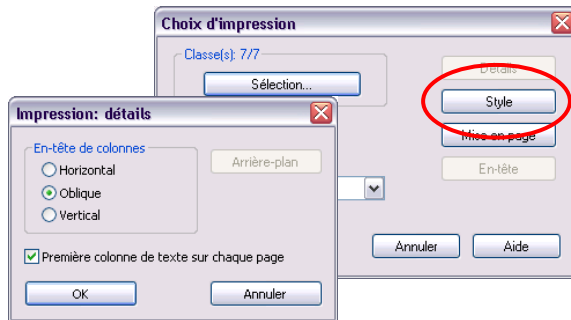 Choix d'impression
Classe(s): 7/7
Sélection...
Détails
Style
Mise en page
En-tête
Annuler
Aide
Impression: détails
En-tête de colonnes
Horizontal
Oblique
Vertical
Arrière-plan
Première colonne de texte sur chaque page
OK
Annuler